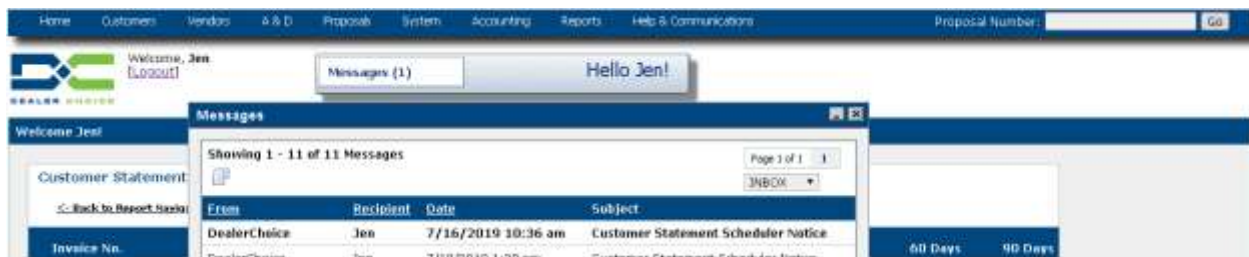 Home Customers Vendors A & D Proposals System Accounting Reports Help & Communications Proposal Number: Go
Welcome, Jen
[Logout]
Messages (1)
Hello Jen!
DEALER CHOICE
Messages
Welcome Jen!
Showing 1 - 11 of 11 Messages
Page 1 of 1 1
Customer Statement
INBOX
<- Back to Report Navig
From Recipient Date Subject
DealerChoice Jen 7/16/2019 10:36 am Customer Statement Scheduler Notice
Invoice No. 60 Days 90 Days